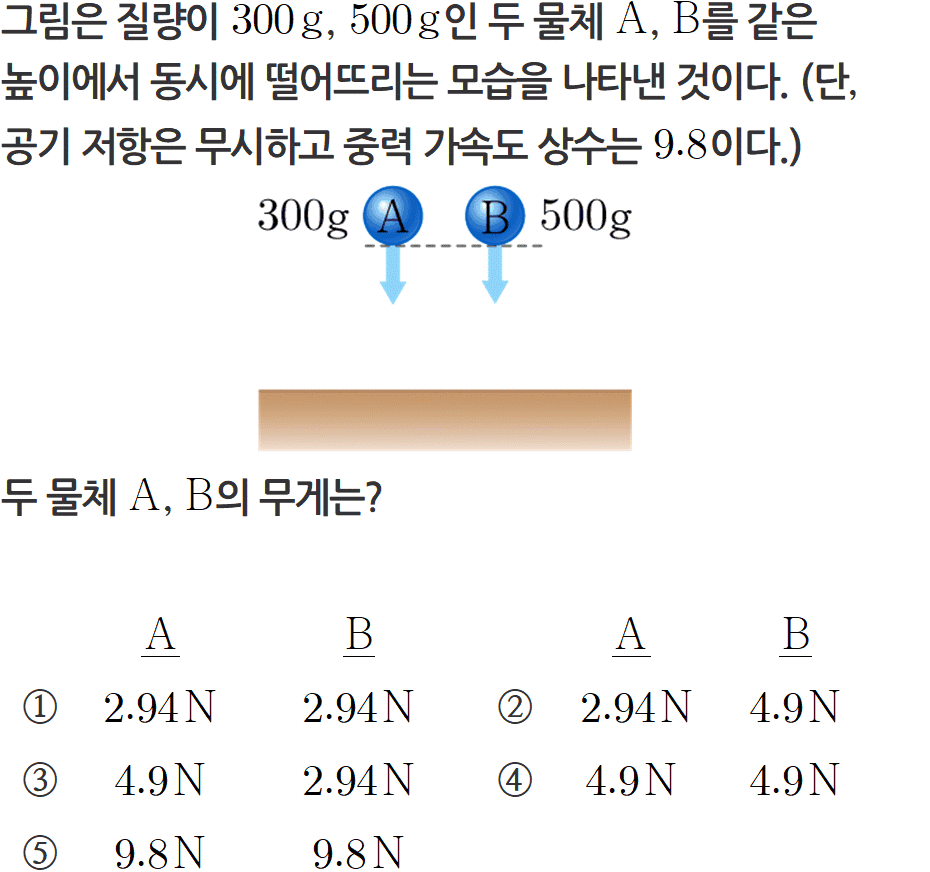 그림은 질량이 300 g, 500 g인 두 물체 A, B를 같은
높이에서 동시에 떨어뜨리는 모습을 나타낸 것이다. (단,
공기 저항은 무시하고 중력 가속도 상수는 9.8이다.)
300g A B 500g
두 물체 A, B의 무게는?
A B A B
① 2.94 N 2.94 N ② 2.94 N 4.9 N
③ 4.9 N 2.94 N ④ 4.9 N 4.9 N
⑤ 9.8 N 9.8 N